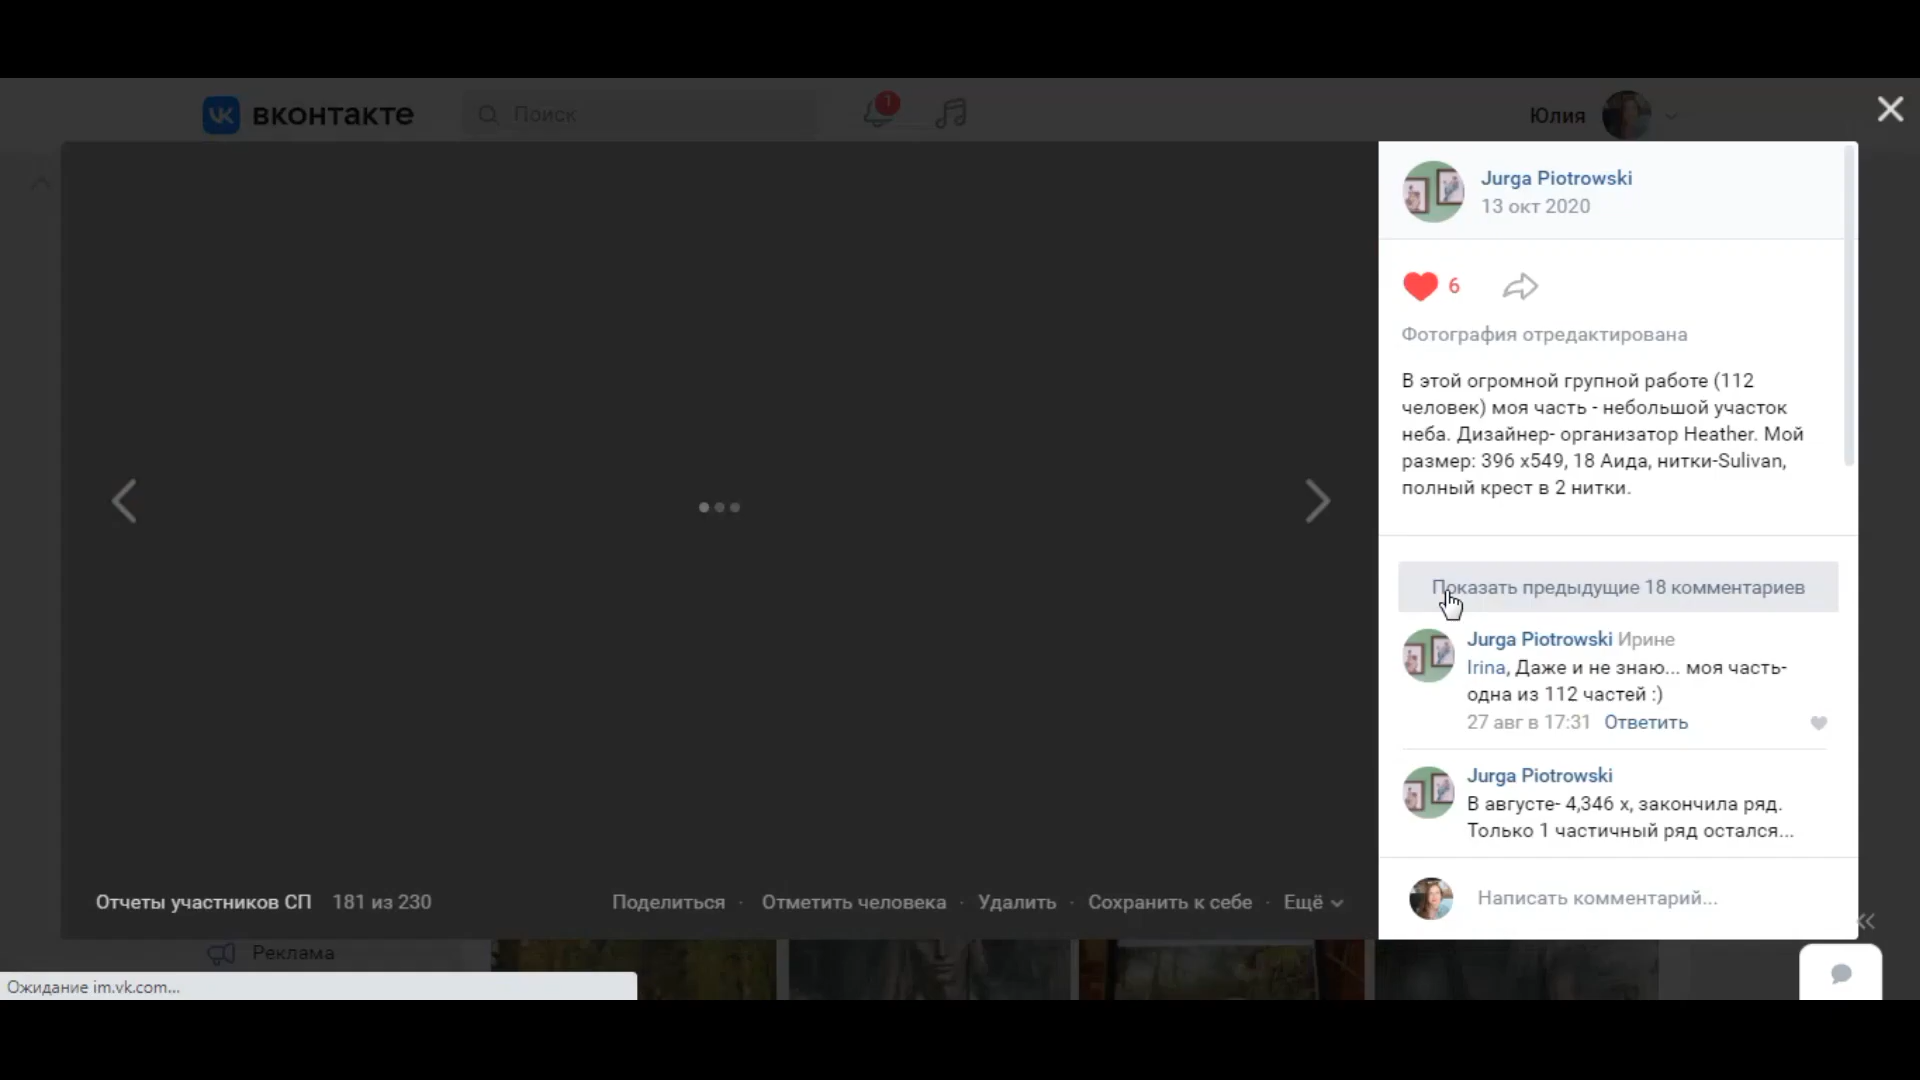 вконтакте
Поиск
1
Юлия
Jurga Piotrowski
13 окт 2020
6
Фотография отредактирована
В этой огромной групной работе (112
человек) моя часть - небольшой участок
неба. Дизайнер- организатор Heather. Мой
размер: 396 х549, 18 Аида, нитки-Sulivan,
полный крест в 2 нитки.
Показать предыдущие 18 комментариев
Jurga Piotrowski Ирине
Irina, Даже и не знаю... моя часть-
одна из 112 частей :)
27 авг в 17:31 Ответить
Jurga Piotrowski
В августе- 4,346 х, закончила ряд.
Только 1 частичный ряд остался...
Написать комментарий...
Отчеты участников СП 181 из 230
Поделиться · Отметить человека · Удалить · Сохранить к себе · Ещё
Реклама
Ожидание im.vk.com...